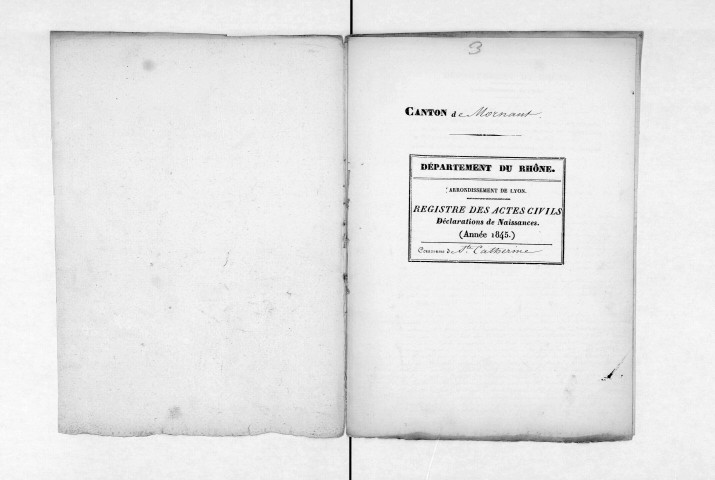 3
CANTON de Mornant.
DÉPARTEMENT DU RHÔNE.
ARRONDISSEMENT DE LYON.
REGISTRE DES ACTES CIVILS
Déclarations de Naissances.
(Année 1845.)
Commune de Ste. Catherine